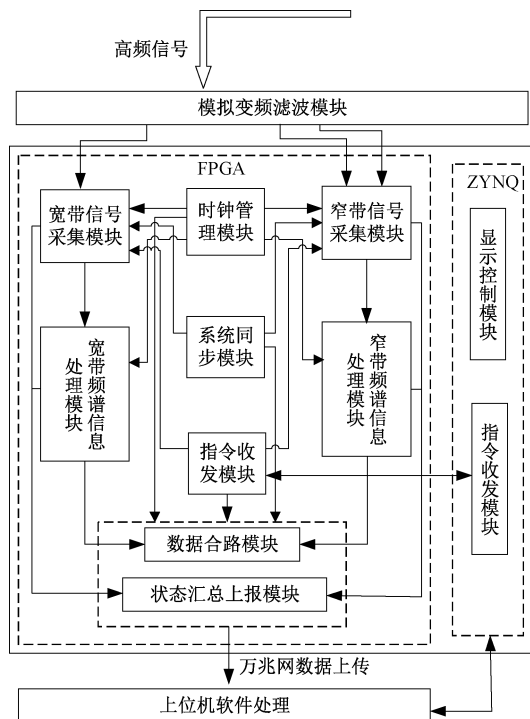 高频信号
模拟变频滤波模块
FPGA
ZYNQ
宽带信号
采集模块
时钟管
理模块
窄带信号
采集模块
显示控制模块
系统同
步模块
宽带频谱信息
处理模块
窄带频谱信息
处理模块
指令收
发模块
指令收发模块
数据合路模块
状态汇总上报模块
万兆网数据上传
上位机软件处理